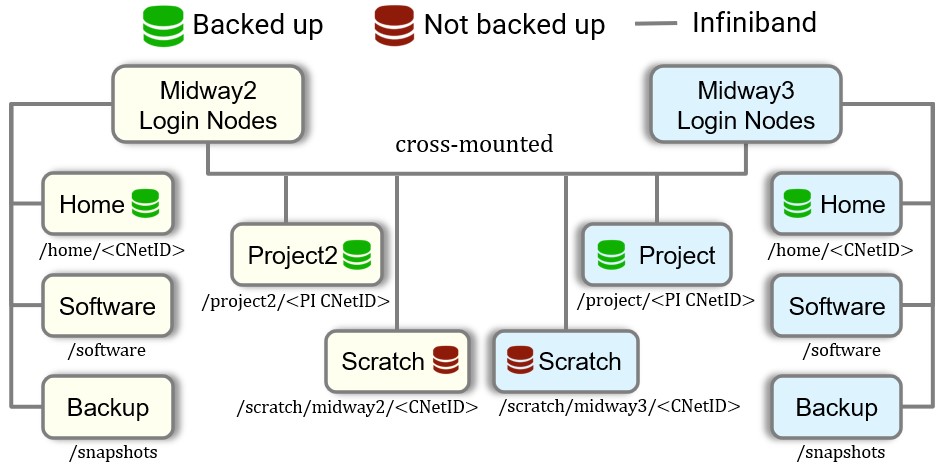 Backed up
Not backed up
Infiniband
Midway2
Login Nodes
Midway3
Login Nodes
cross-mounted
Home
/home/<CNetID>
Project2
/project2/<PI CNetID>
Project
/project/<PI CNetID>
Home
/home/<CNetID>
Software
/software
Software
/software
Scratch
/scratch/midway2/<CNetID>
Scratch
/scratch/midway3/<CNetID>
Backup
/snapshots
Backup
/snapshots